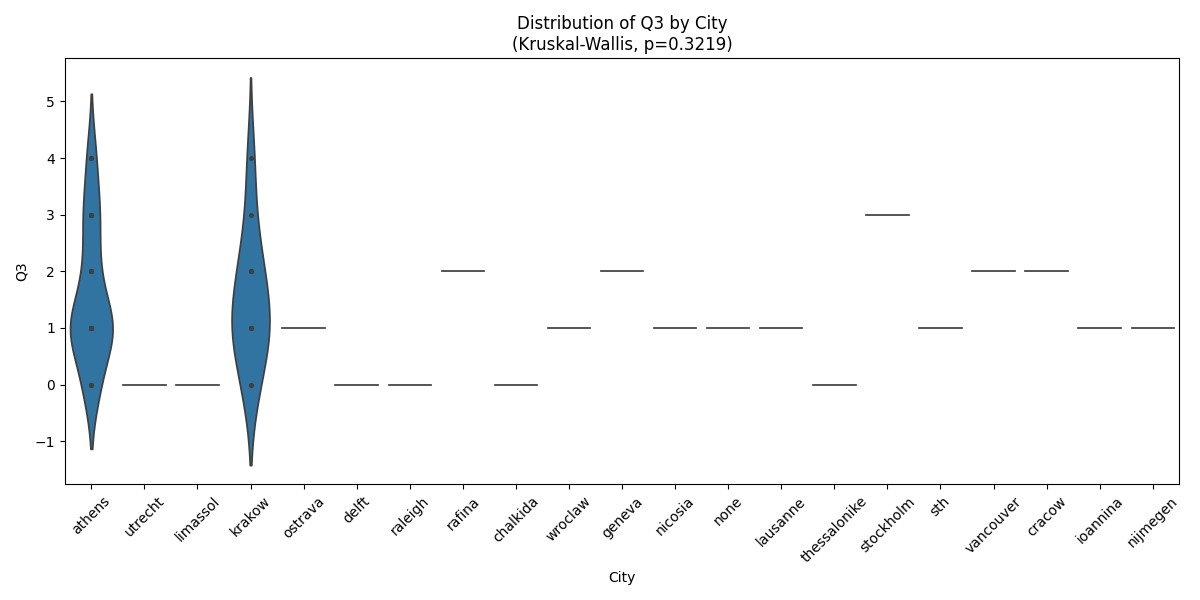 Distribution of Q3 by City
(Kruskal-Wallis, p=0.3219)
Q3
5
4
3
2
1
0
−1
athens
utrecht
limassol
krakow
ostrava
delft
raleigh
rafina
chalkida
wroclaw
geneva
nicosia
none
lausanne
thessalonike
stockholm
sth
vancouver
cracow
ioannina
nijmegen
City